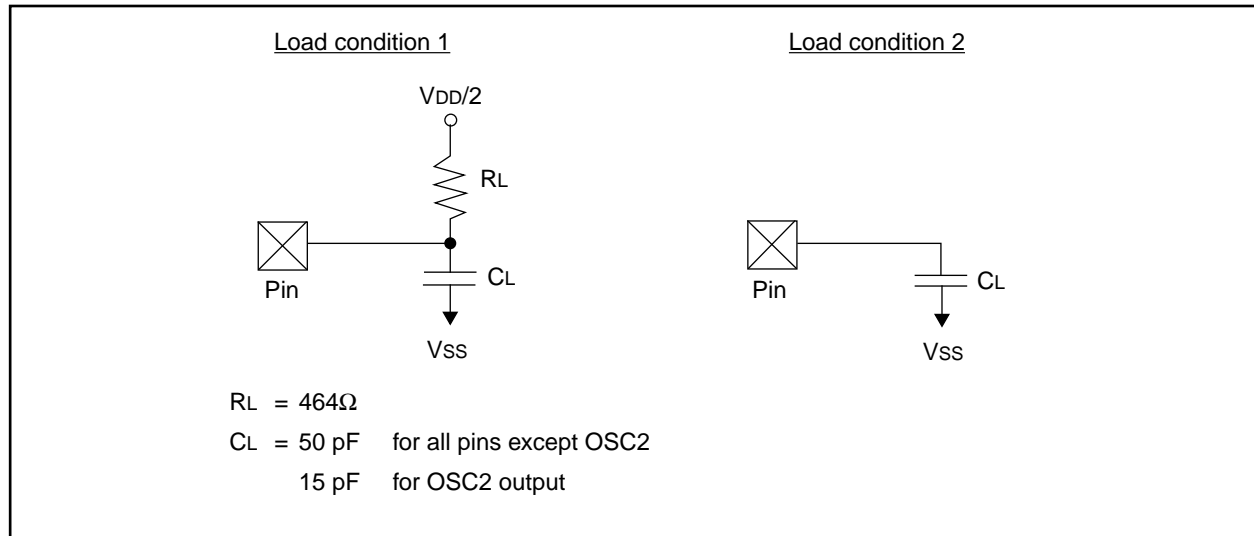 Load condition 1
VDD/2
RL
Pin
CL
VSS
Load condition 2
Pin
CL
VSS
RL = 464Ω
CL = 50 pF for all pins except OSC2
15 pF for OSC2 output